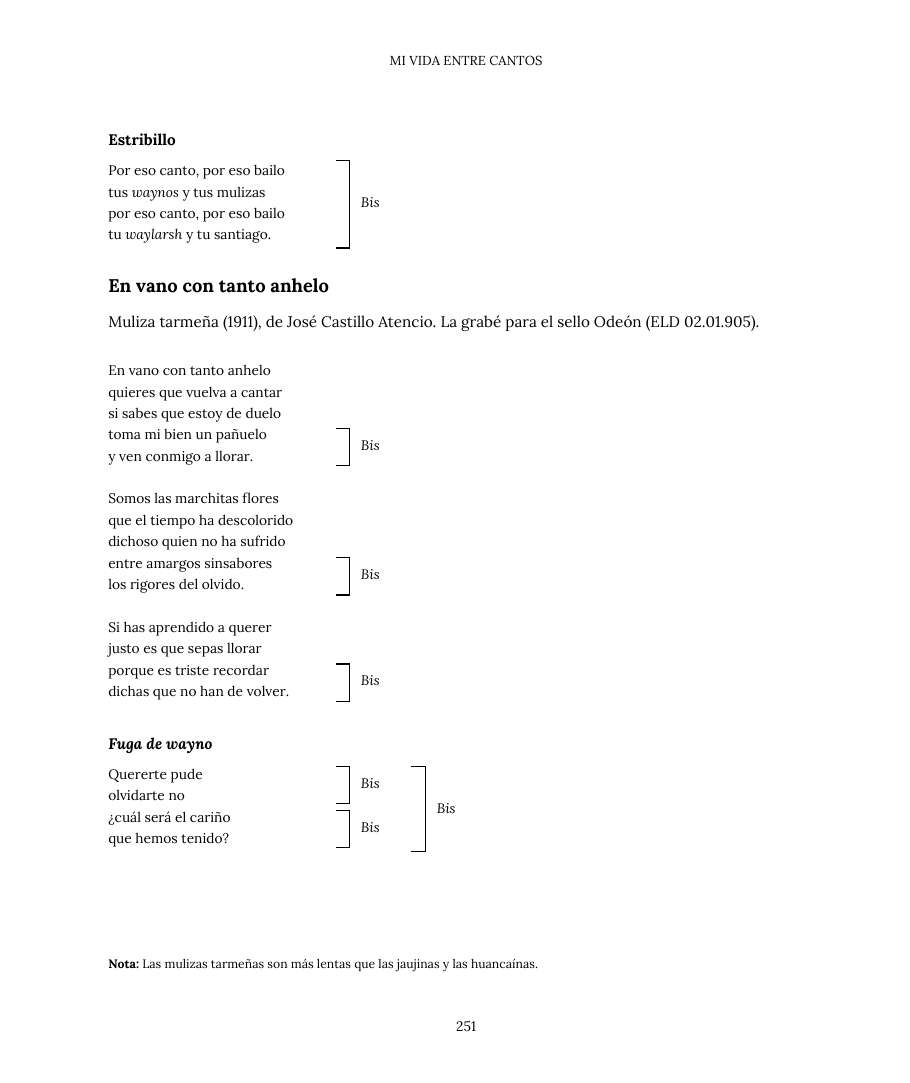 MI VIDA ENTRE CANTOS
Estribillo
Por eso canto, por eso bailo
tus waynos y tus mulizas
Bis
por eso canto, por eso bailo
tu waylarsh y tu santiago.
En vano con tanto anhelo
Muliza tarmeña (1911), de José Castillo Atencio. La grabé para el sello Odeón (ELD 02.01.905).
En vano con tanto anhelo
quieres que vuelva a cantar
si sabes que estoy de duelo
toma mi bien un pañuelo
Bis
y ven conmigo a llorar.
Somos las marchitas flores
que el tiempo ha descolorido
dichoso quien no ha sufrido
entre amargos sinsabores
Bis
los rigores del olvido.
Si has aprendido a querer
justo es que sepas llorar
porque es triste recordar
Bis
dichas que no han de volver.
Fuga de wayno
Quererte pude
Bis
olvidarte no
Bis
¿cuál será el cariño
Bis
que hemos tenido?
Nota: Las mulizas tarmeñas son más lentas que las jaujinas y las huancaínas.
251